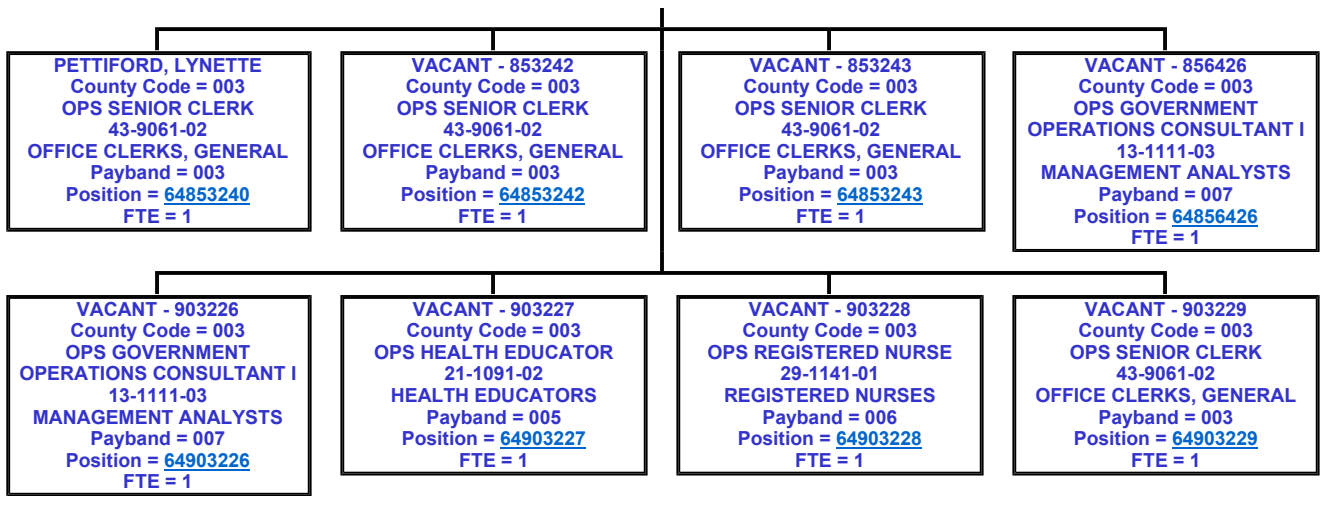 PETTIFORD, LYNETTE
County Code = 003
OPS SENIOR CLERK
43-9061-02
OFFICE CLERKS, GENERAL
Payband = 003
Position = 64853240
FTE = 1
VACANT - 853242
County Code = 003
OPS SENIOR CLERK
43-9061-02
OFFICE CLERKS, GENERAL
Payband = 003
Position = 64853242
FTE = 1
VACANT - 853243
County Code = 003
OPS SENIOR CLERK
43-9061-02
OFFICE CLERKS, GENERAL
Payband = 003
Position = 64853243
FTE = 1
VACANT - 856426
County Code = 003
OPS GOVERNMENT
OPERATIONS CONSULTANT I
13-1111-03
MANAGEMENT ANALYSTS
Payband = 007
Position = 64856426
FTE = 1
VACANT - 903226
County Code = 003
OPS GOVERNMENT
OPERATIONS CONSULTANT I
13-1111-03
MANAGEMENT ANALYSTS
Payband = 007
Position = 64903226
FTE = 1
VACANT - 903227
County Code = 003
OPS HEALTH EDUCATOR
21-1091-02
HEALTH EDUCATORS
Payband = 005
Position = 64903227
FTE = 1
VACANT - 903228
County Code = 003
OPS REGISTERED NURSE
29-1141-01
REGISTERED NURSES
Payband = 006
Position = 64903228
FTE = 1
VACANT - 903229
County Code = 003
OPS SENIOR CLERK
43-9061-02
OFFICE CLERKS, GENERAL
Payband = 003
Position = 64903229
FTE = 1